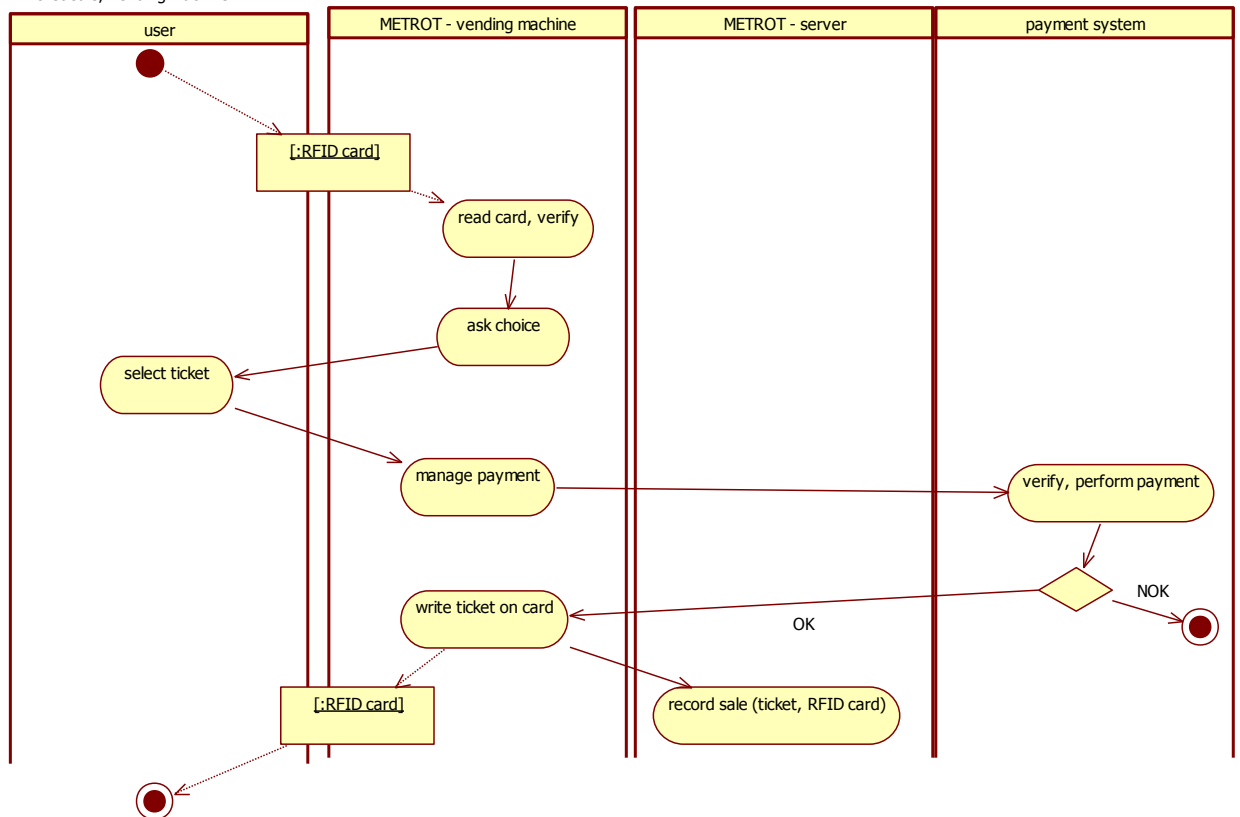 user
METROT - vending machine
METROT - server
payment system
[:RFID card]
read card, verify
ask choice
select ticket
manage payment
verify, perform payment
NOK
write ticket on card
OK
[:RFID card]
record sale (ticket, RFID card)